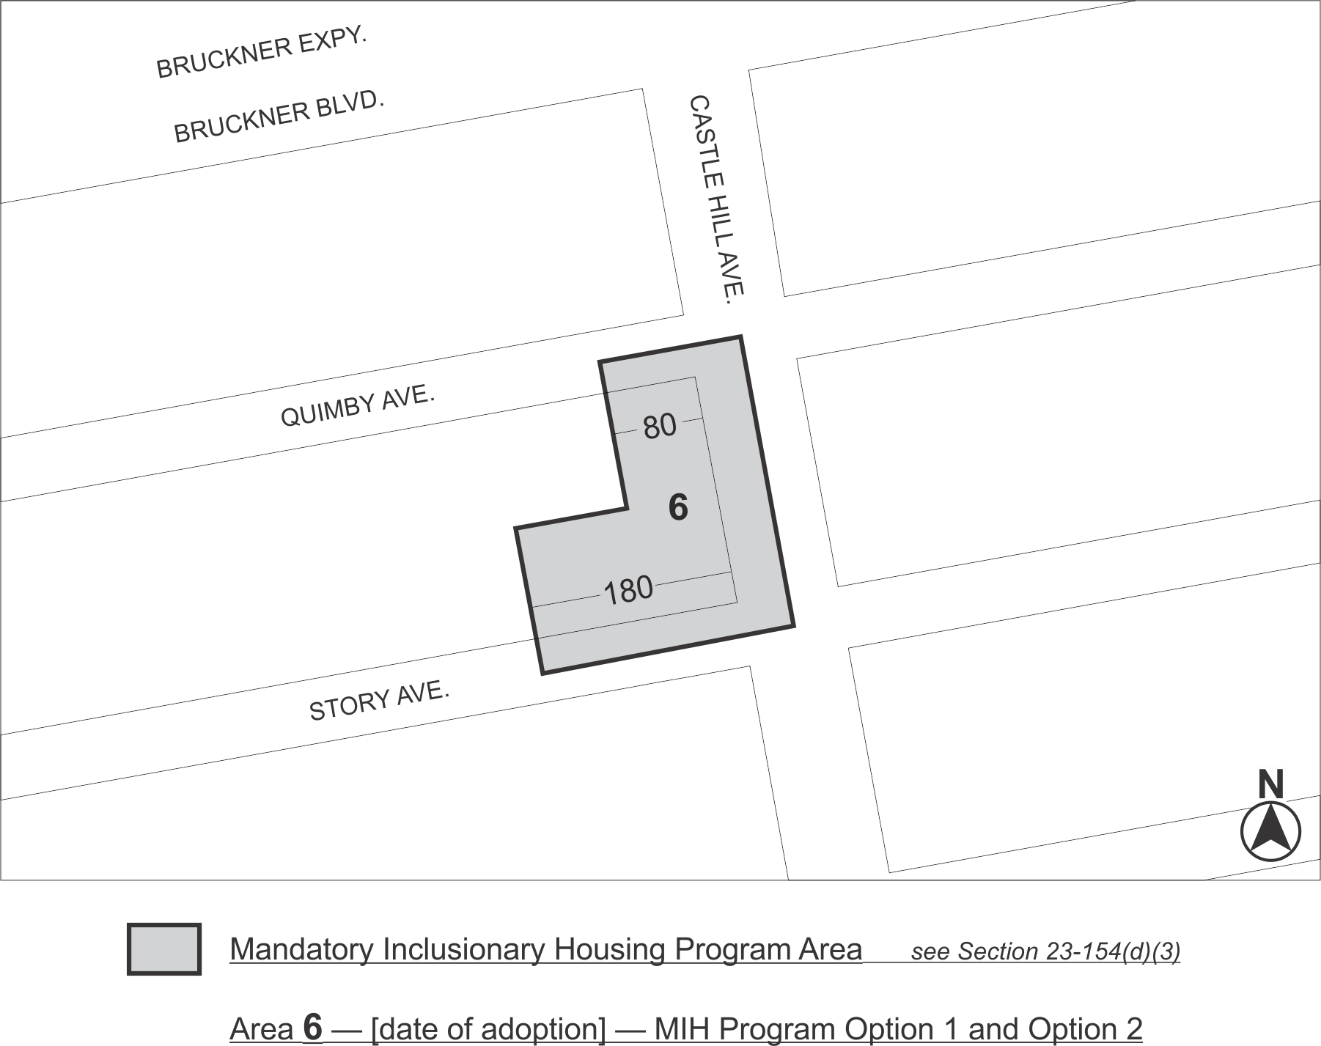 BRUCKNER EXPY.
BRUCKNER BLVD.
CASTLE HILL AVE.
QUIMBY AVE.
80
6
180
STORY AVE.
N
Mandatory Inclusionary Housing Program Area see Section 23-154(d)(3)
Area 6 — [date of adoption] — MIH Program Option 1 and Option 2